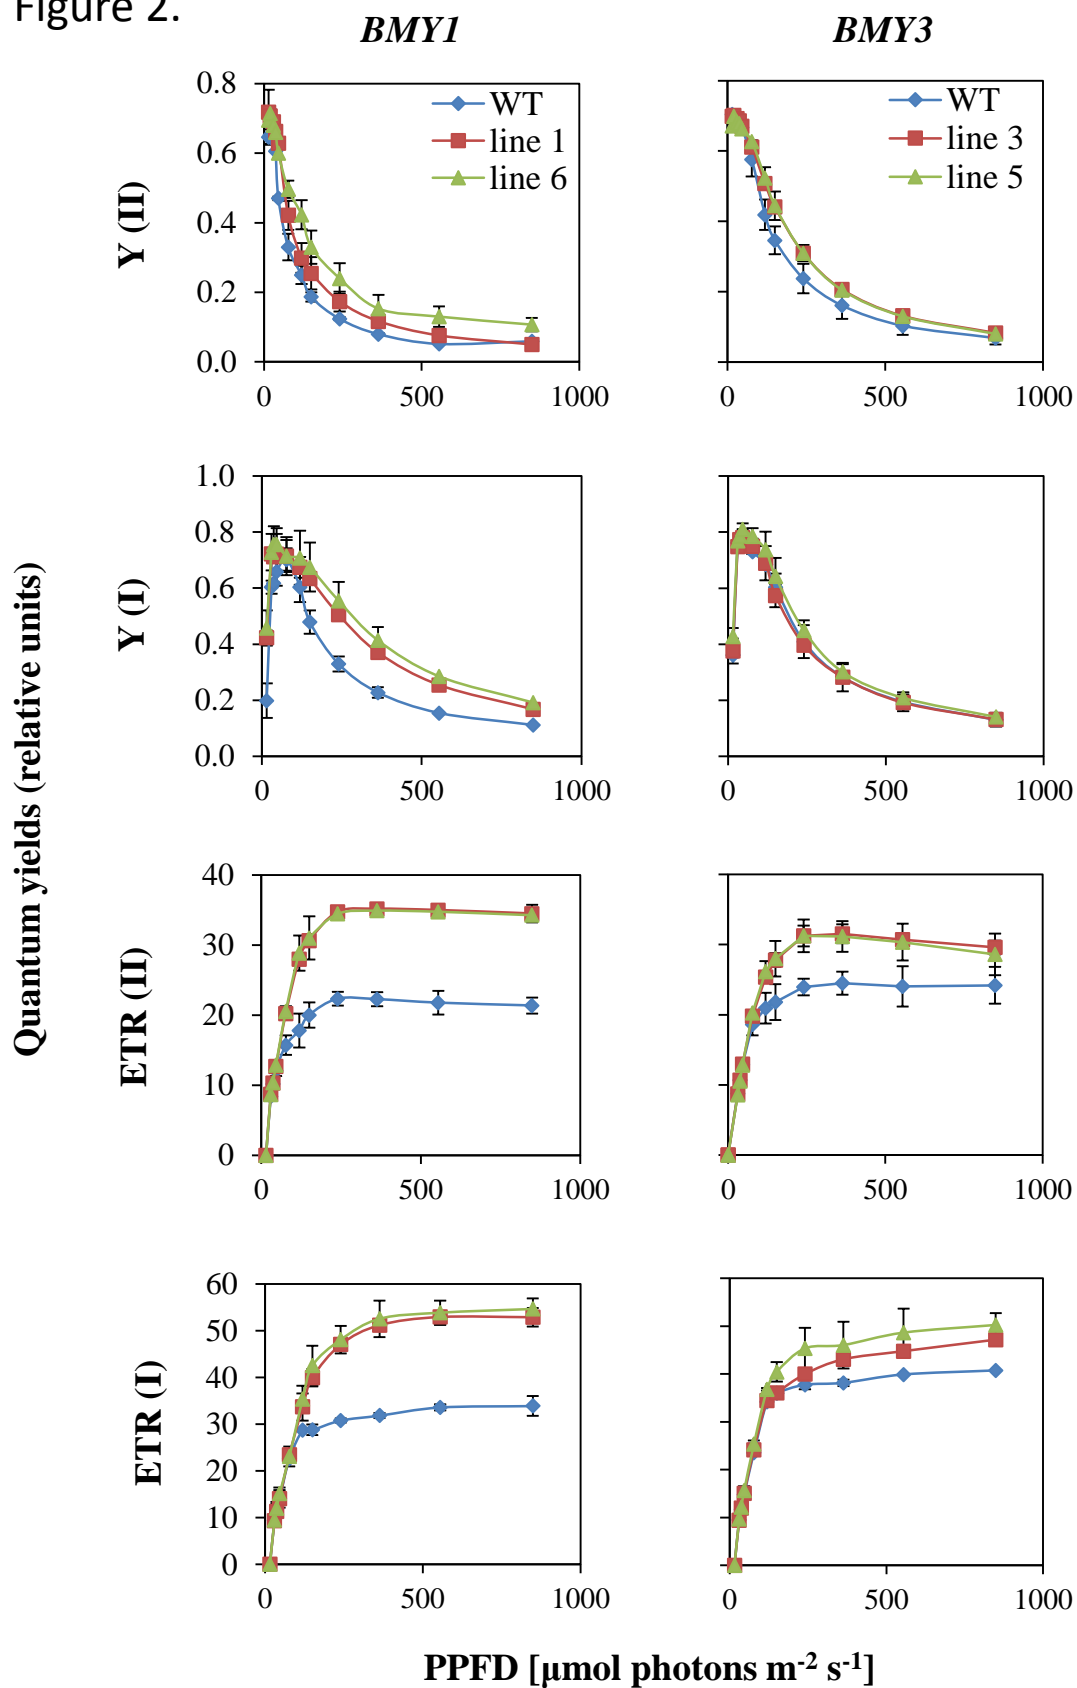 Figure 2.
BMY1 BMY3
0.8
0.6
0.4
0.2
0.0
Y (II)
WT
line 1
line 6
0 500 1000
WT
line 3
line 5
0 500 1000
1.0
0.8
0.6
0.4
0.2
0.0
Y (I)
0 500 1000
0 500 1000
Quantum yields (relative units)
40
30
20
10
0
ETR (II)
0 500 1000
0 500 1000
60
50
40
30
20
10
0
ETR (I)
0 500 1000
0 500 1000
PPFD [µmol photons m⁻² s⁻¹]